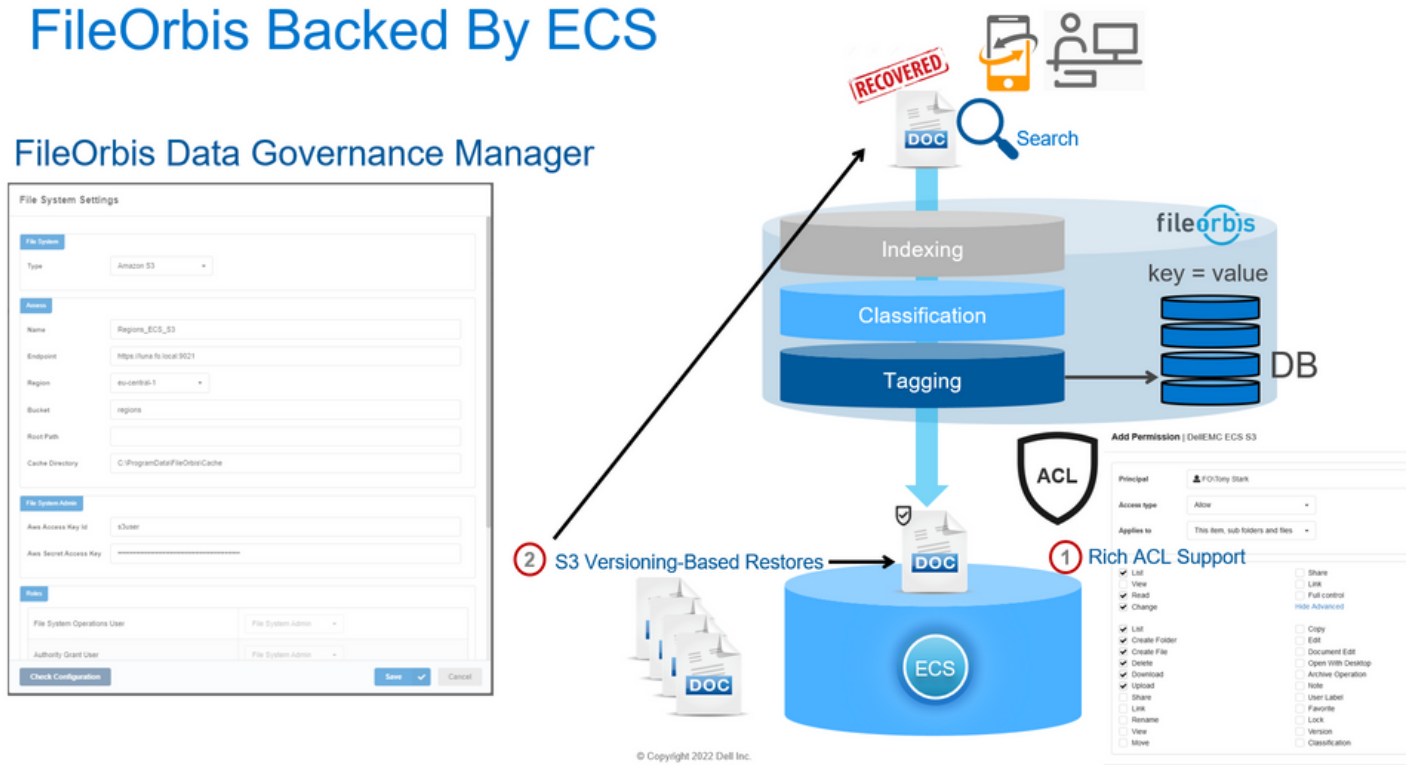 FileOrbis Backed By ECS
FileOrbis Data Governance Manager
File System Settings
File System
Type Amazon S3
Access
Name Regions_ECS_S3
Endpoint https://luna.fo.local:9021
Region eu-central-1
Bucket regions
Root Path
Cache Directory C:\ProgramData\FileOrbis\Cache
File System Admin
Aws Access Key Id s3user
Aws Secret Access Key
Roles
File System Operations User File System Admin
Authority Grant User File System Admin
Check Configuration Save Cancel
RECOVERED
DOC
Search
Indexing
Classification
Tagging
fileorbis
key = value
DB
2 S3 Versioning-Based Restores
DOC
DOC
ECS
ACL
Add Permission | DellEMC ECS S3
Principal FO\Tony Stark
Access type Allow
Applies to This item, sub folders and files
1 Rich ACL Support
List Share
View Link
Read Full control
Change Hide Advanced
List Copy
Create Folder Edit
Create File Document Edit
Delete Open With Desktop
Download Archive Operation
Upload Note
Share User Label
Link Favorite
Rename Lock
View Version
Move Classification
© Copyright 2022 Dell Inc.